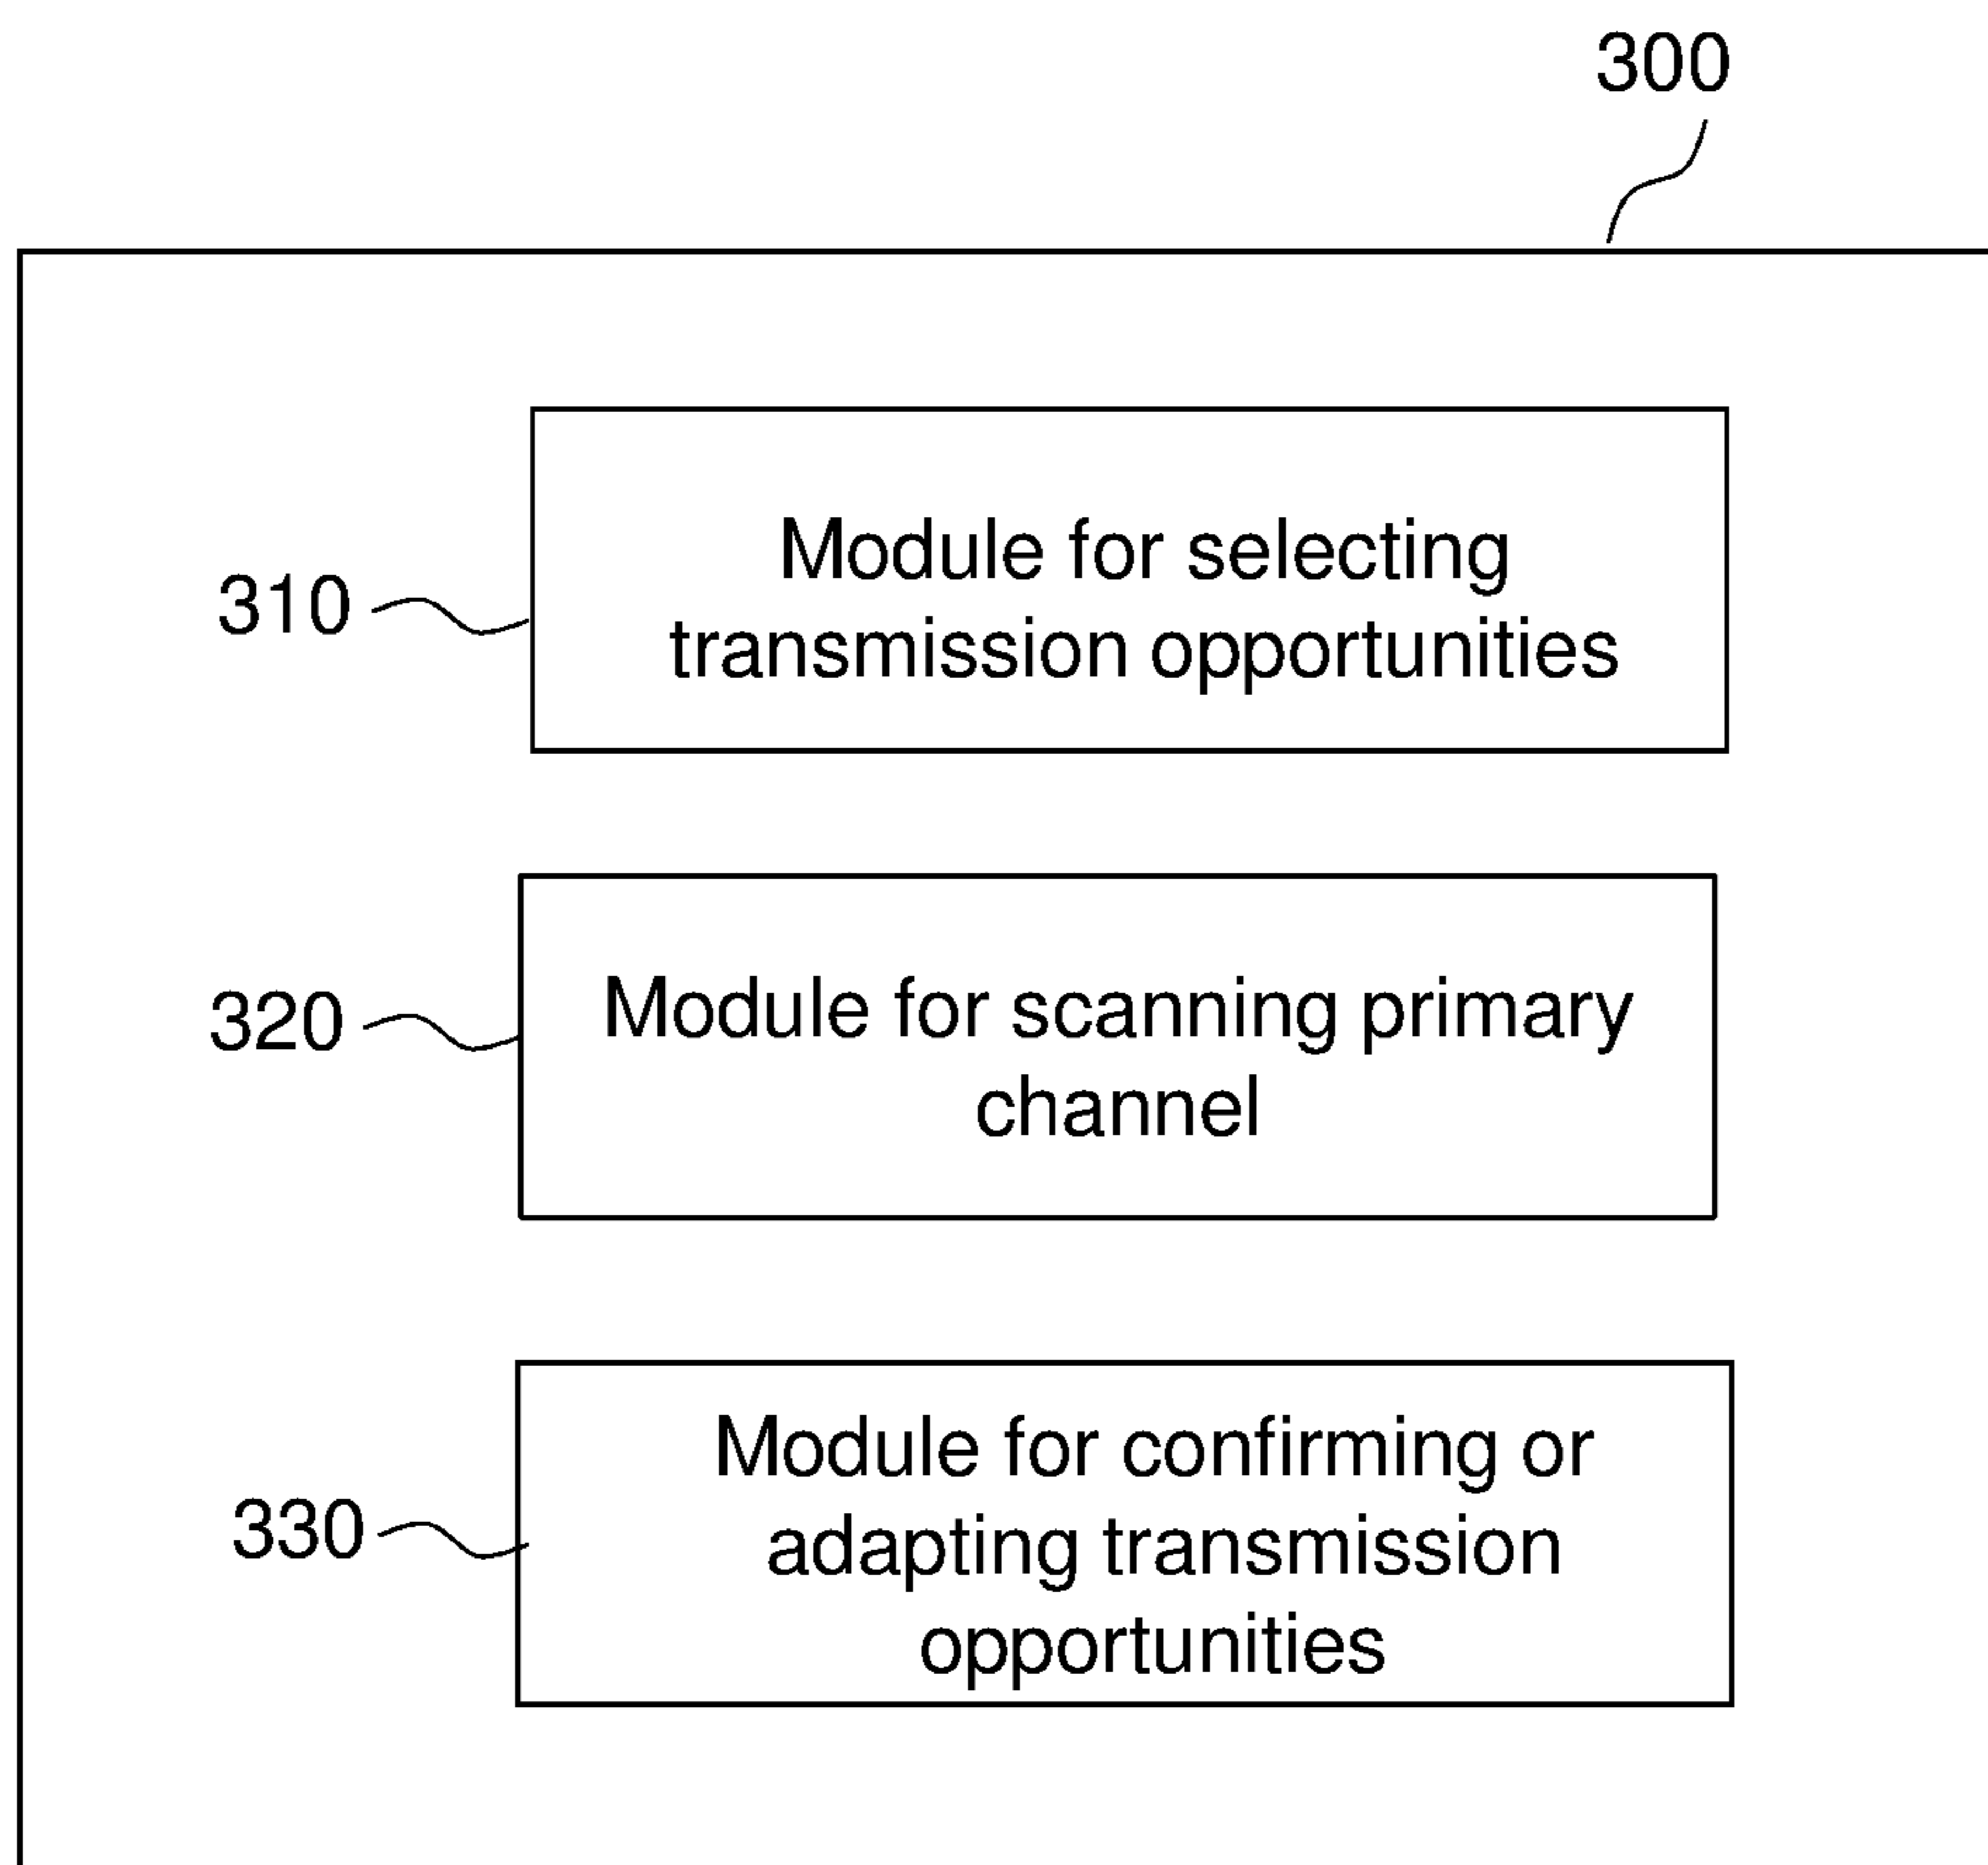 300
310
Module for selecting
transmission opportunities
320
Module for scanning primary
channel
330
Module for confirming or
adapting transmission
opportunities